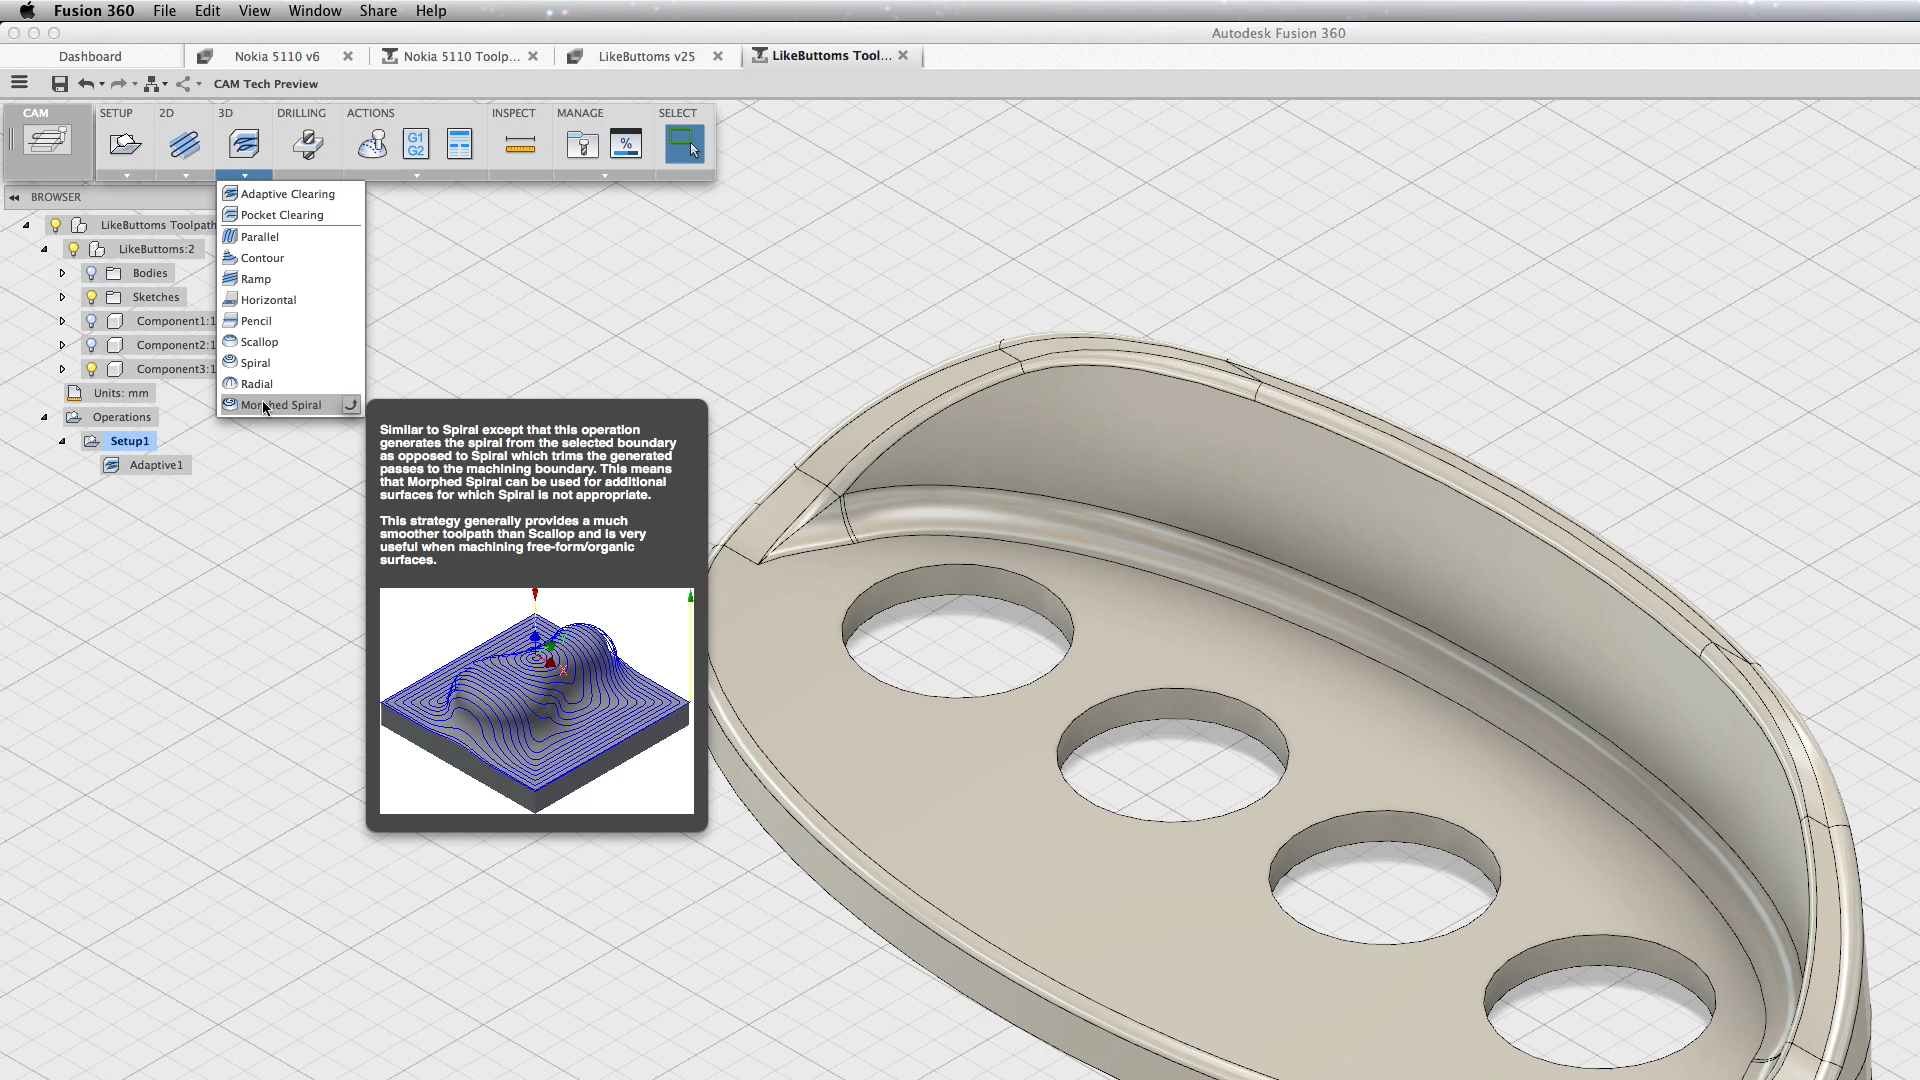 Fusion 360 File Edit View Window Share Help
Autodesk Fusion 360
Dashboard Nokia 5110 v6 Nokia 5110 Toolp... LikeButtoms v25 LikeButtoms Tool...
CAM Tech Preview
CAM SETUP 2D 3D DRILLING ACTIONS INSPECT MANAGE SELECT
G1
G2
%
BROWSER
LikeButtoms Toolpath
LikeButtoms:2
Bodies
Sketches
Component1:1
Component2:1
Component3:1
Units: mm
Operations
Setup1
Adaptive1
Adaptive Clearing
Pocket Clearing
Parallel
Contour
Ramp
Horizontal
Pencil
Scallop
Spiral
Radial
Morphed Spiral
Similar to Spiral except that this operation
generates the spiral from the selected boundary
as opposed to Spiral which trims the generated
passes to the machining boundary. This means
that Morphed Spiral can be used for additional
surfaces for which Spiral is not appropriate.
This strategy generally provides a much
smoother toolpath than Scallop and is very
useful when machining free-form/organic
surfaces.